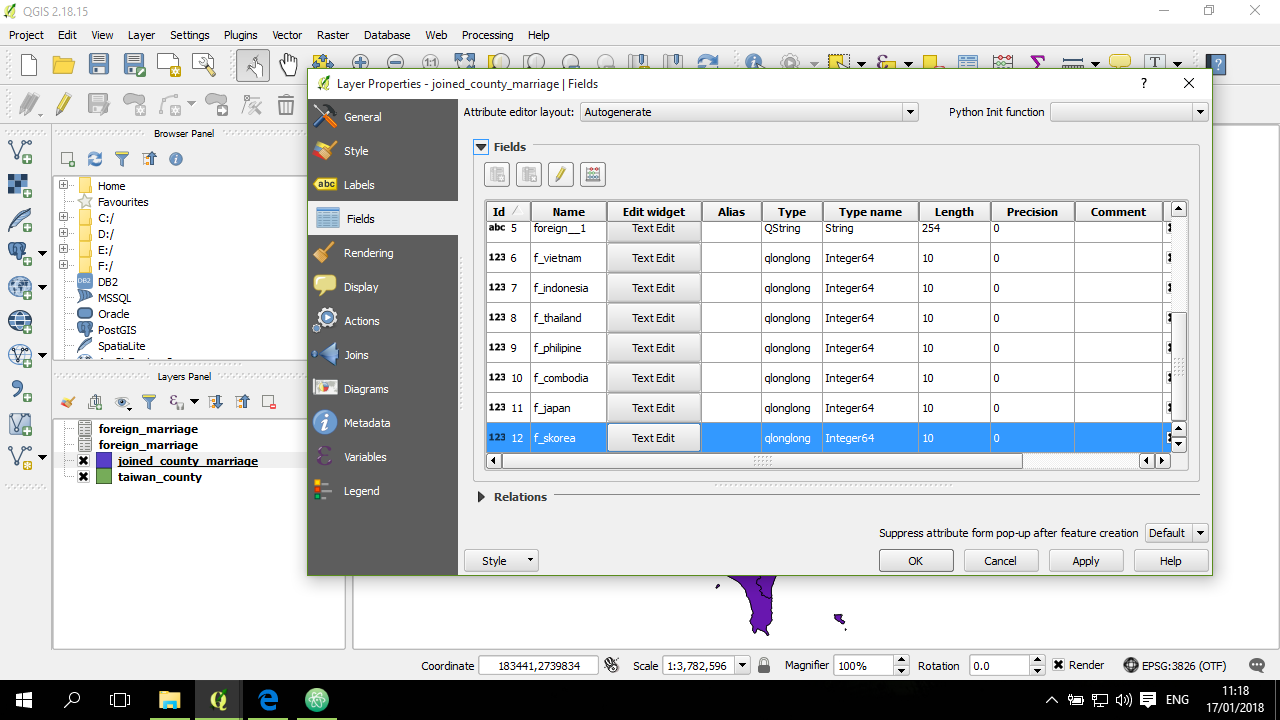 QGIS 2.18.15
Project Edit View Layer Settings Plugins Vector Raster Database Web Processing Help
Layer Properties - joined_county_marriage | Fields
General
Style
Labels
Fields
Rendering
Display
Actions
Joins
Diagrams
Metadata
Variables
Legend
Attribute editor layout: Autogenerate Python Init function
Fields
Id Name Edit widget Alias Type Type name Length Precision Comment
abc 5 foreign__1 Text Edit QString String 254 0
123 6 f_vietnam Text Edit qlonglong Integer64 10 0
123 7 f_indonesia Text Edit qlonglong Integer64 10 0
123 8 f_thailand Text Edit qlonglong Integer64 10 0
123 9 f_philipine Text Edit qlonglong Integer64 10 0
123 10 f_combodia Text Edit qlonglong Integer64 10 0
123 11 f_japan Text Edit qlonglong Integer64 10 0
123 12 f_skorea Text Edit qlonglong Integer64 10 0
Relations
Suppress attribute form pop-up after feature creation Default
Style OK Cancel Apply Help
Browser Panel
Home
Favourites
C:/
D:/
E:/
F:/
DB2
MSSQL
Oracle
PostGIS
SpatiaLite
Layers Panel
foreign_marriage
foreign_marriage
joined_county_marriage
taiwan_county
Coordinate 183441,2739834 Scale 1:3,782,596 Magnifier 100% Rotation 0.0 Render EPSG:3826 (OTF)
ENG
11:18
17/01/2018